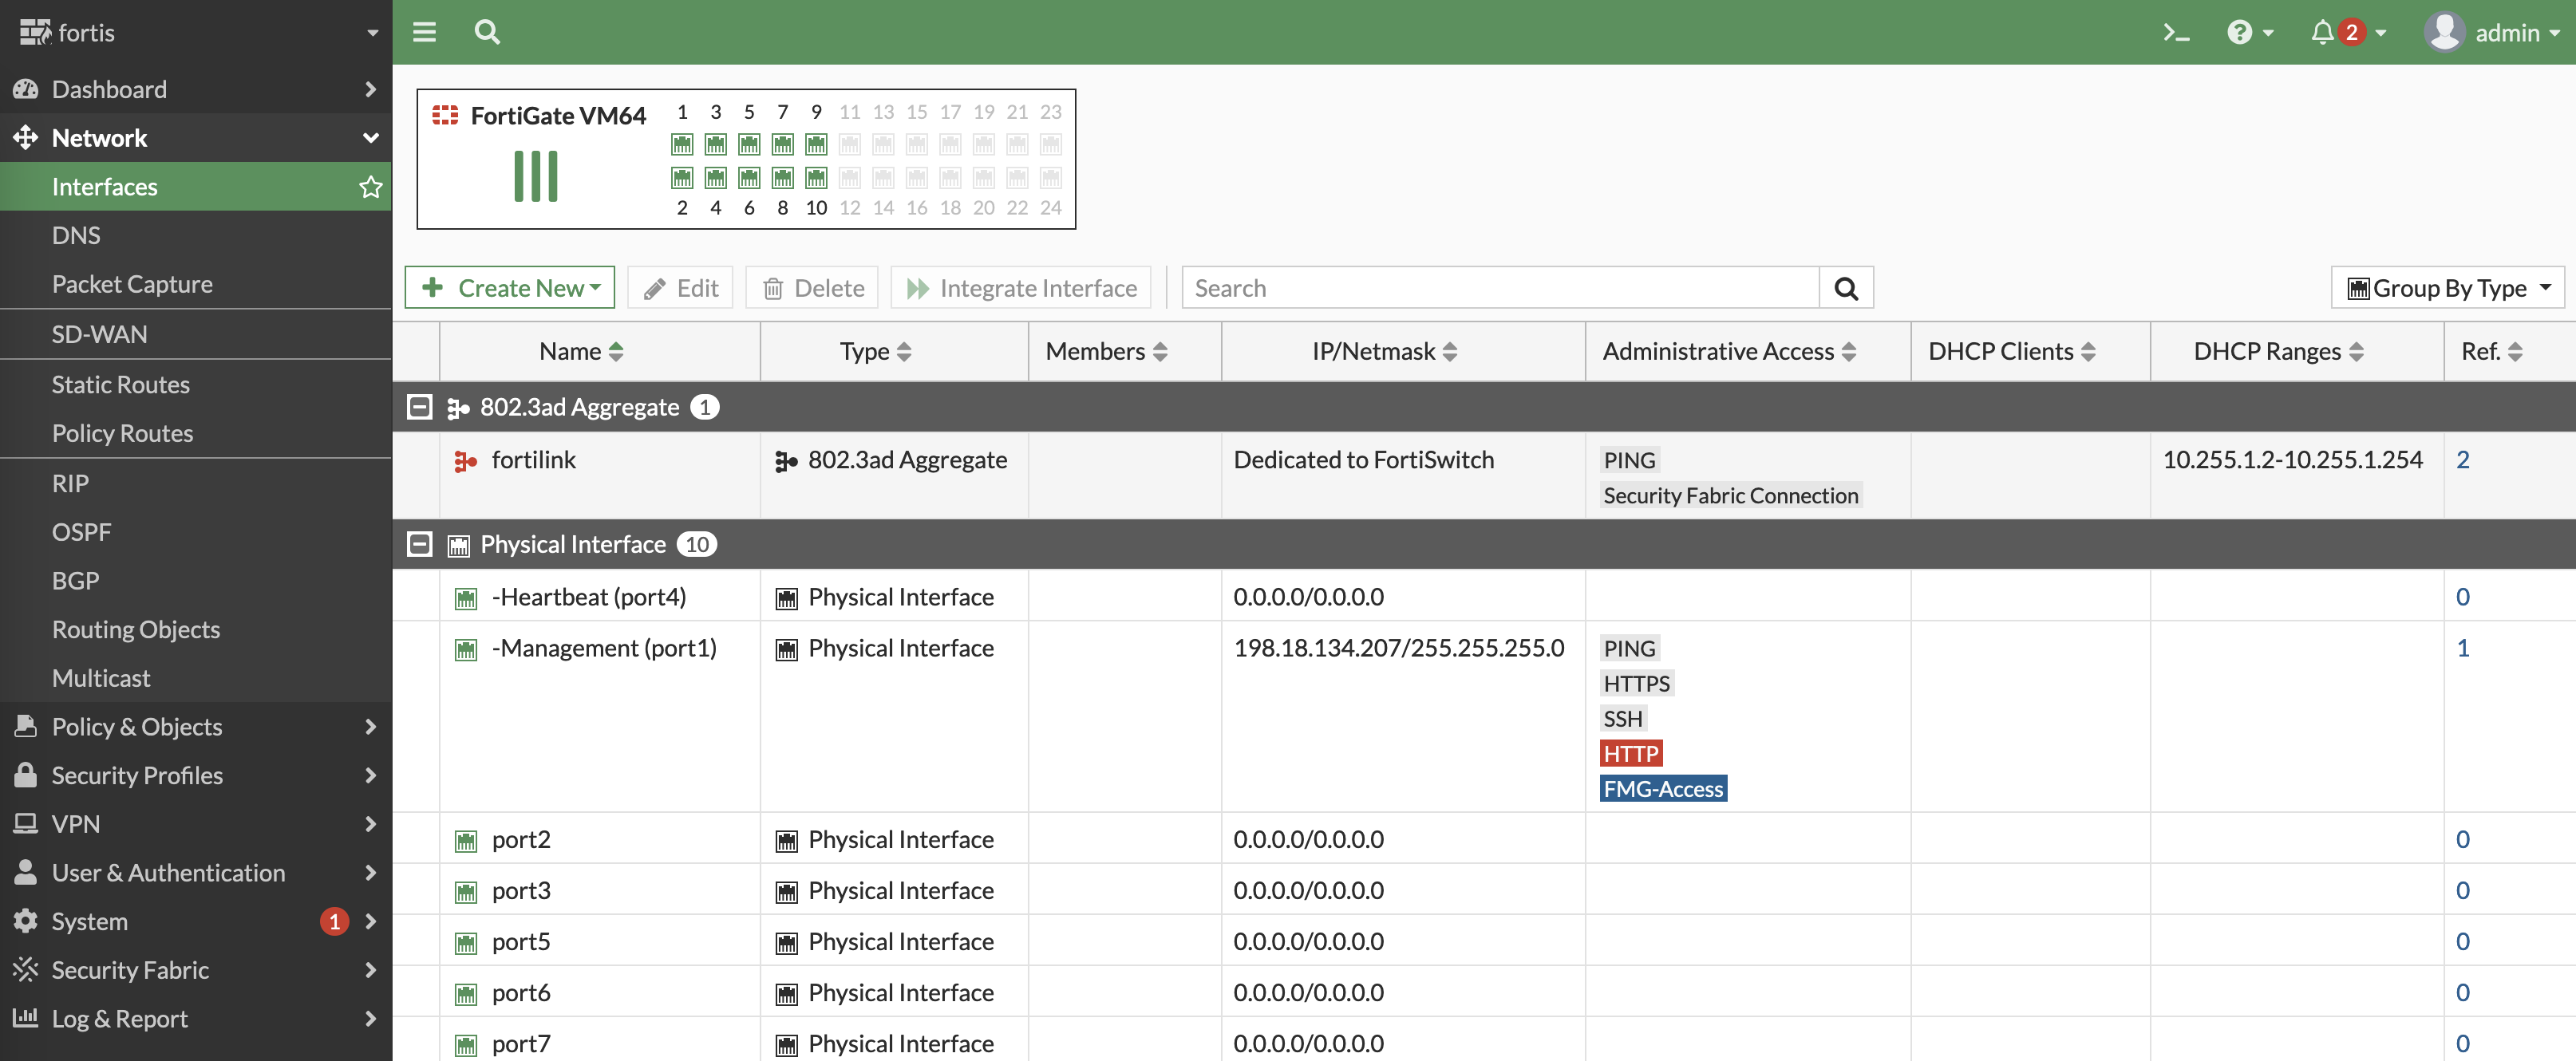 fortis
2
admin
Dashboard
Network
Interfaces
DNS
Packet Capture
SD-WAN
Static Routes
Policy Routes
RIP
OSPF
BGP
Routing Objects
Multicast
Policy & Objects
Security Profiles
VPN
User & Authentication
System 1
Security Fabric
Log & Report
FortiGate VM64
1 3 5 7 9 11 13 15 17 19 21 23
2 4 6 8 10 12 14 16 18 20 22 24
Create New Edit Delete Integrate Interface Search Group By Type
Name Type Members IP/Netmask Administrative Access DHCP Clients DHCP Ranges Ref.
802.3ad Aggregate 1
fortilink 802.3ad Aggregate Dedicated to FortiSwitch PING 10.255.1.2-10.255.1.254 2
Security Fabric Connection
Physical Interface 10
-Heartbeat (port4) Physical Interface 0.0.0.0/0.0.0.0 0
-Management (port1) Physical Interface 198.18.134.207/255.255.255.0 PING 1
HTTPS
SSH
HTTP
FMG-Access
port2 Physical Interface 0.0.0.0/0.0.0.0 0
port3 Physical Interface 0.0.0.0/0.0.0.0 0
port5 Physical Interface 0.0.0.0/0.0.0.0 0
port6 Physical Interface 0.0.0.0/0.0.0.0 0
port7 Physical Interface 0.0.0.0/0.0.0.0 0